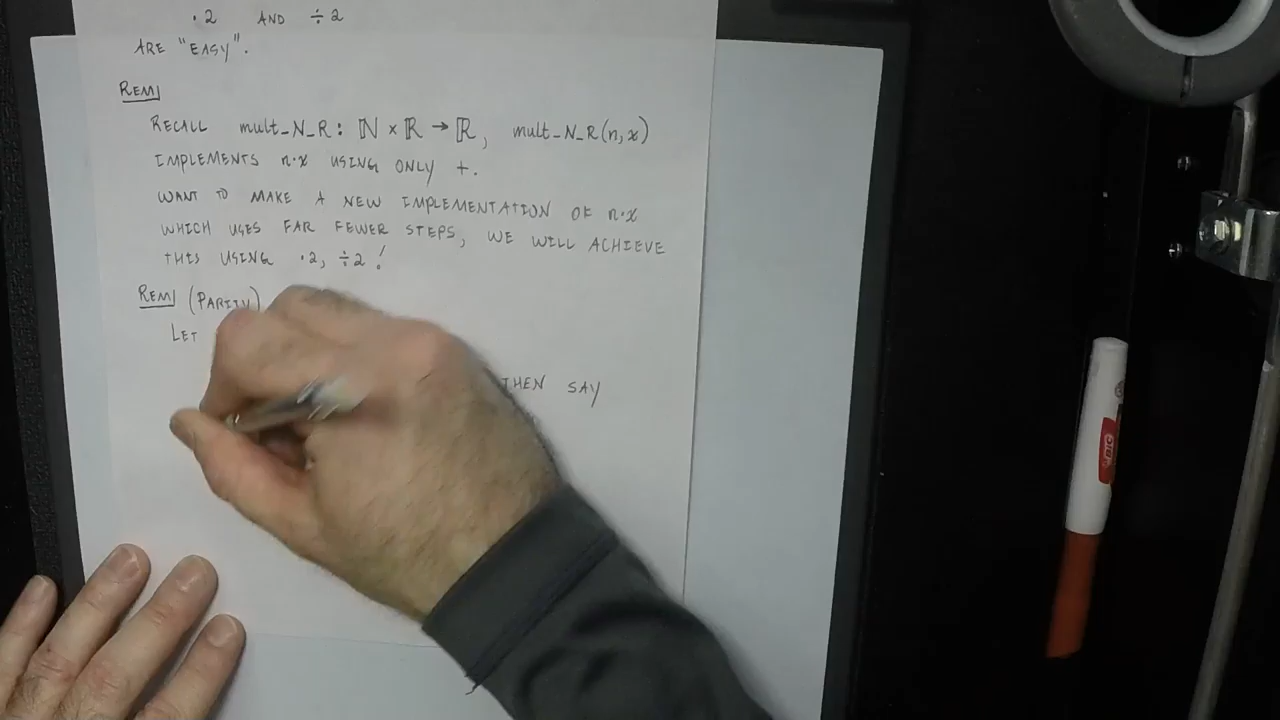 ·2 AND ÷2
ARE "EASY".
REM
RECALL mult_N_R: ℕ × ℝ → ℝ, mult_N_R(n,x)
IMPLEMENTS n·x USING ONLY +.
WANT TO MAKE A NEW IMPLEMENTATION OF n·x
WHICH USES FAR FEWER STEPS, WE WILL ACHIEVE
THIS USING ·2, ÷2!
REM (PARITY)
LET
THEN SAY
BIC